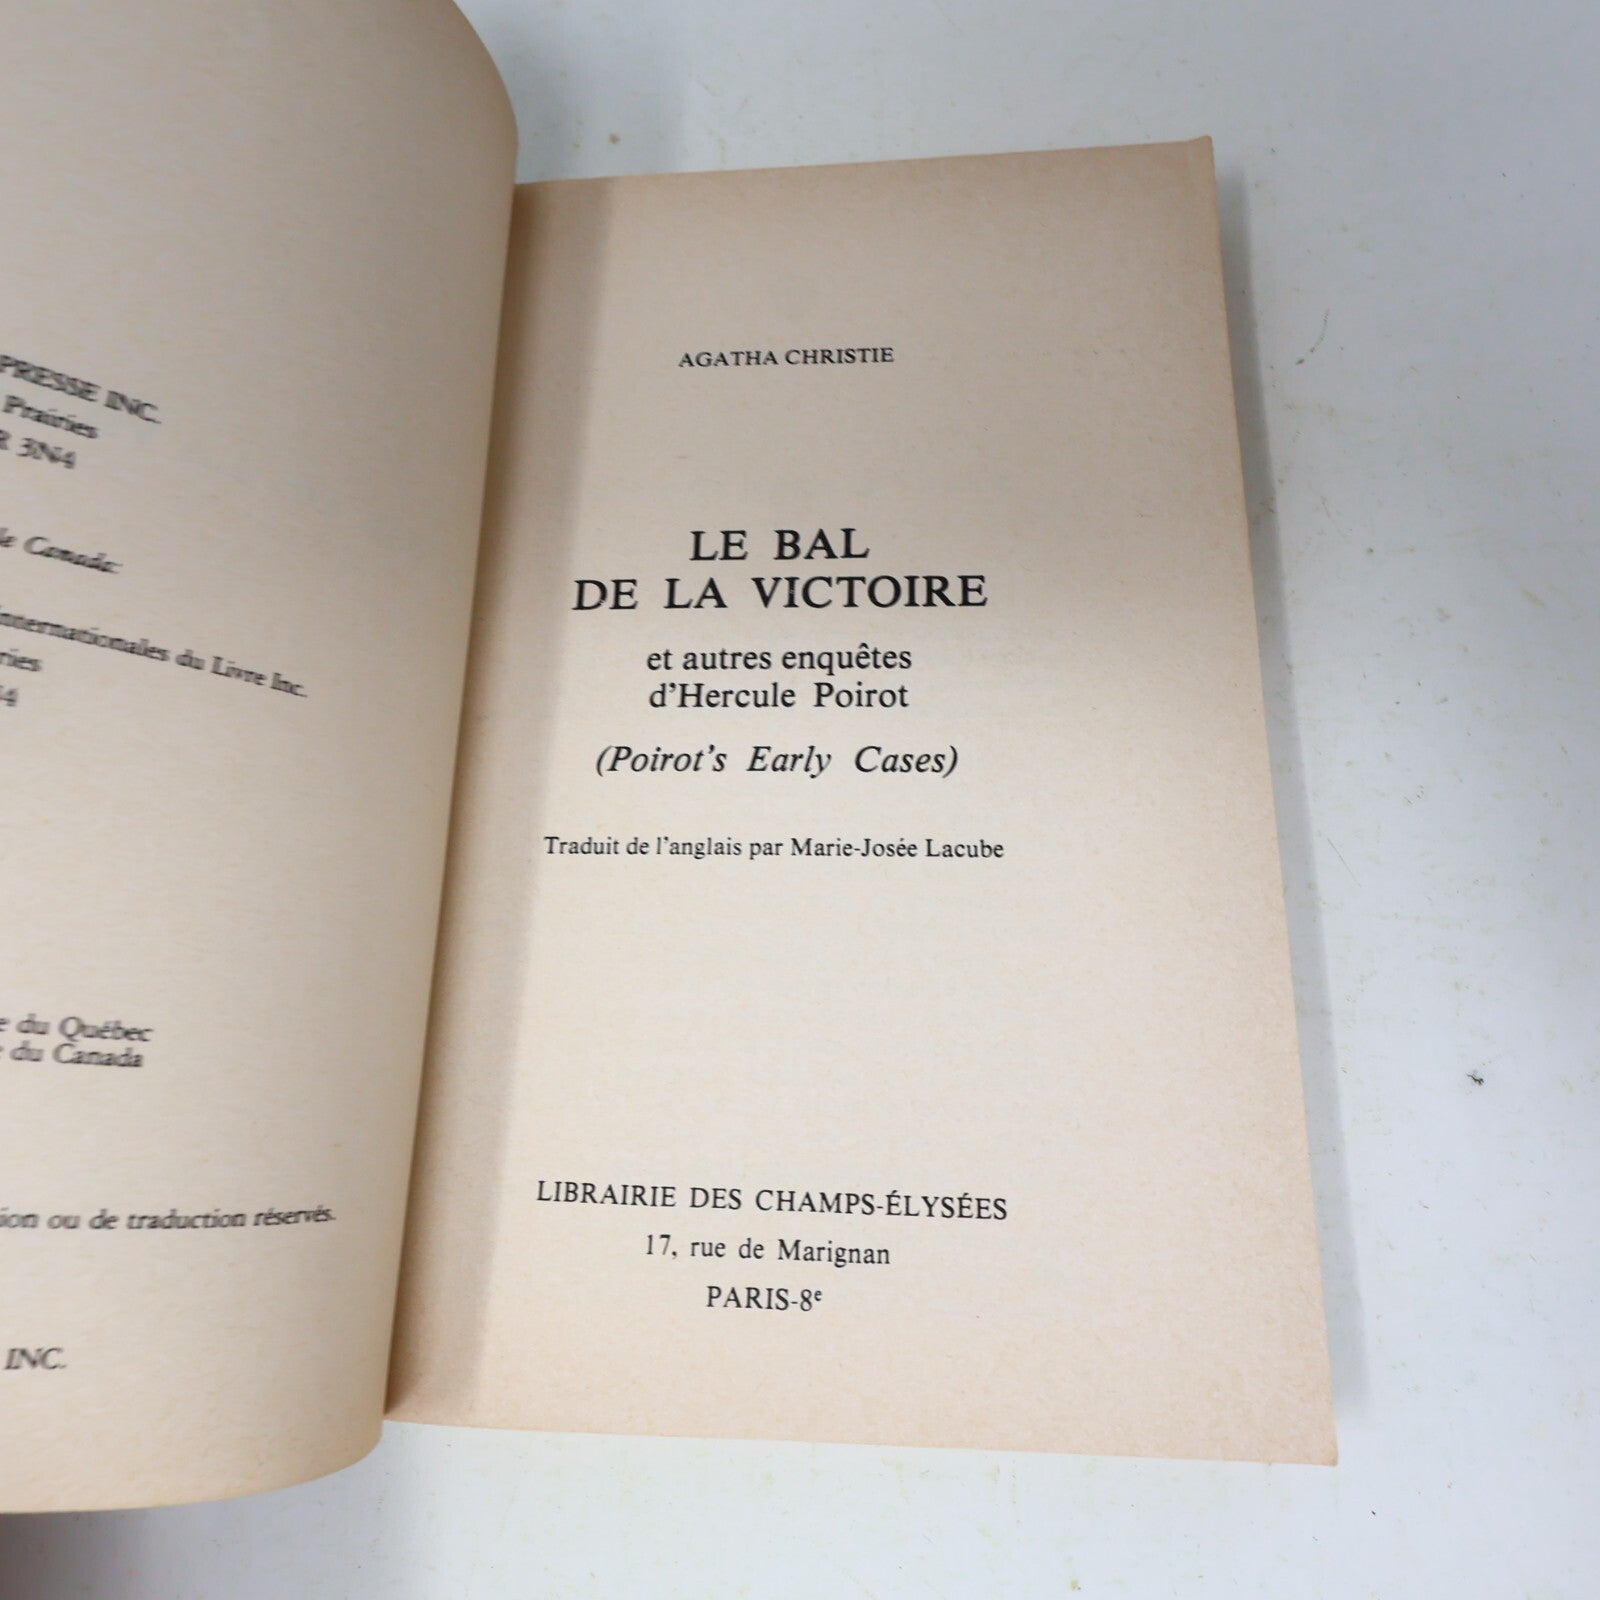 PRESSE INC.
Prairies
R 3N4
le Canada:
internationales du Livre Inc.
ries
du Québec
du Canada
ion ou de traduction réservés.
INC.
AGATHA CHRISTIE
LE BAL
DE LA VICTOIRE
et autres enquêtes
d'Hercule Poirot
(Poirot's Early Cases)
Traduit de l'anglais par Marie-Josée Lacube
LIBRAIRIE DES CHAMPS-ÉLYSÉES
17, rue de Marignan
PARIS-8e